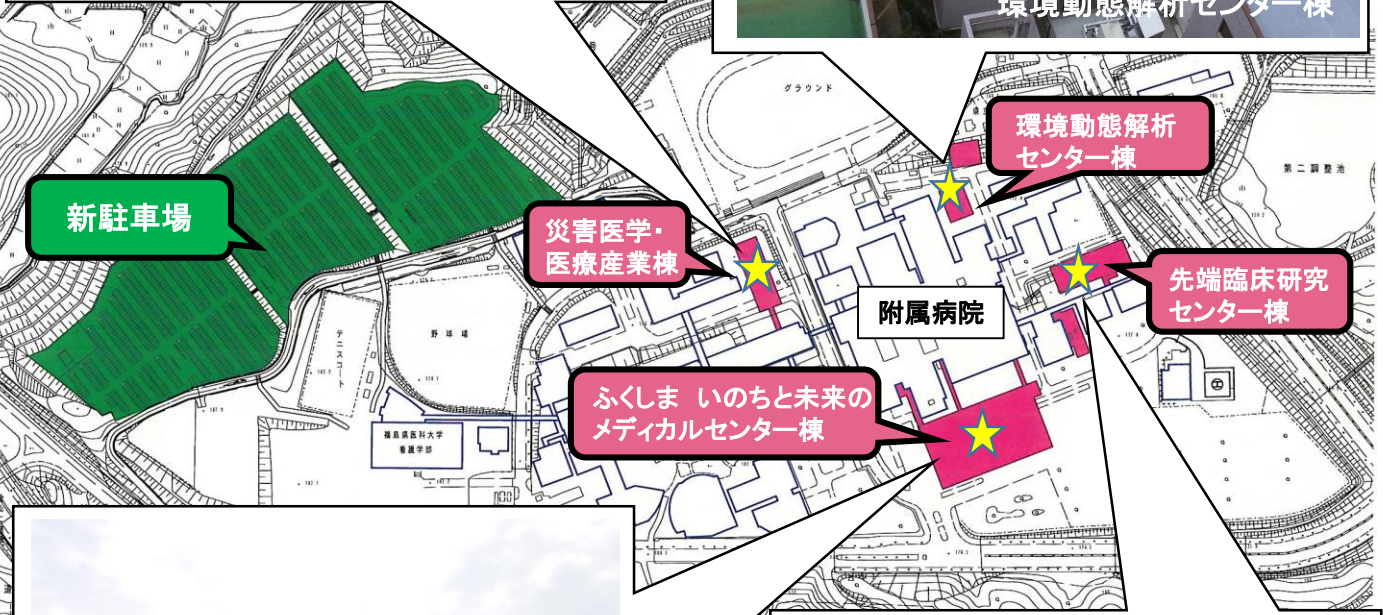 環境動態解析センター棟
グラウンド
環境動態解析
センター棟
第二調整池
新駐車場
災害医学・
医療産業棟
先端臨床研究
センター棟
附属病院
テニスコート
野球場
ふくしま いのちと未来の
メディカルセンター棟
福島県医科大学
看護学部